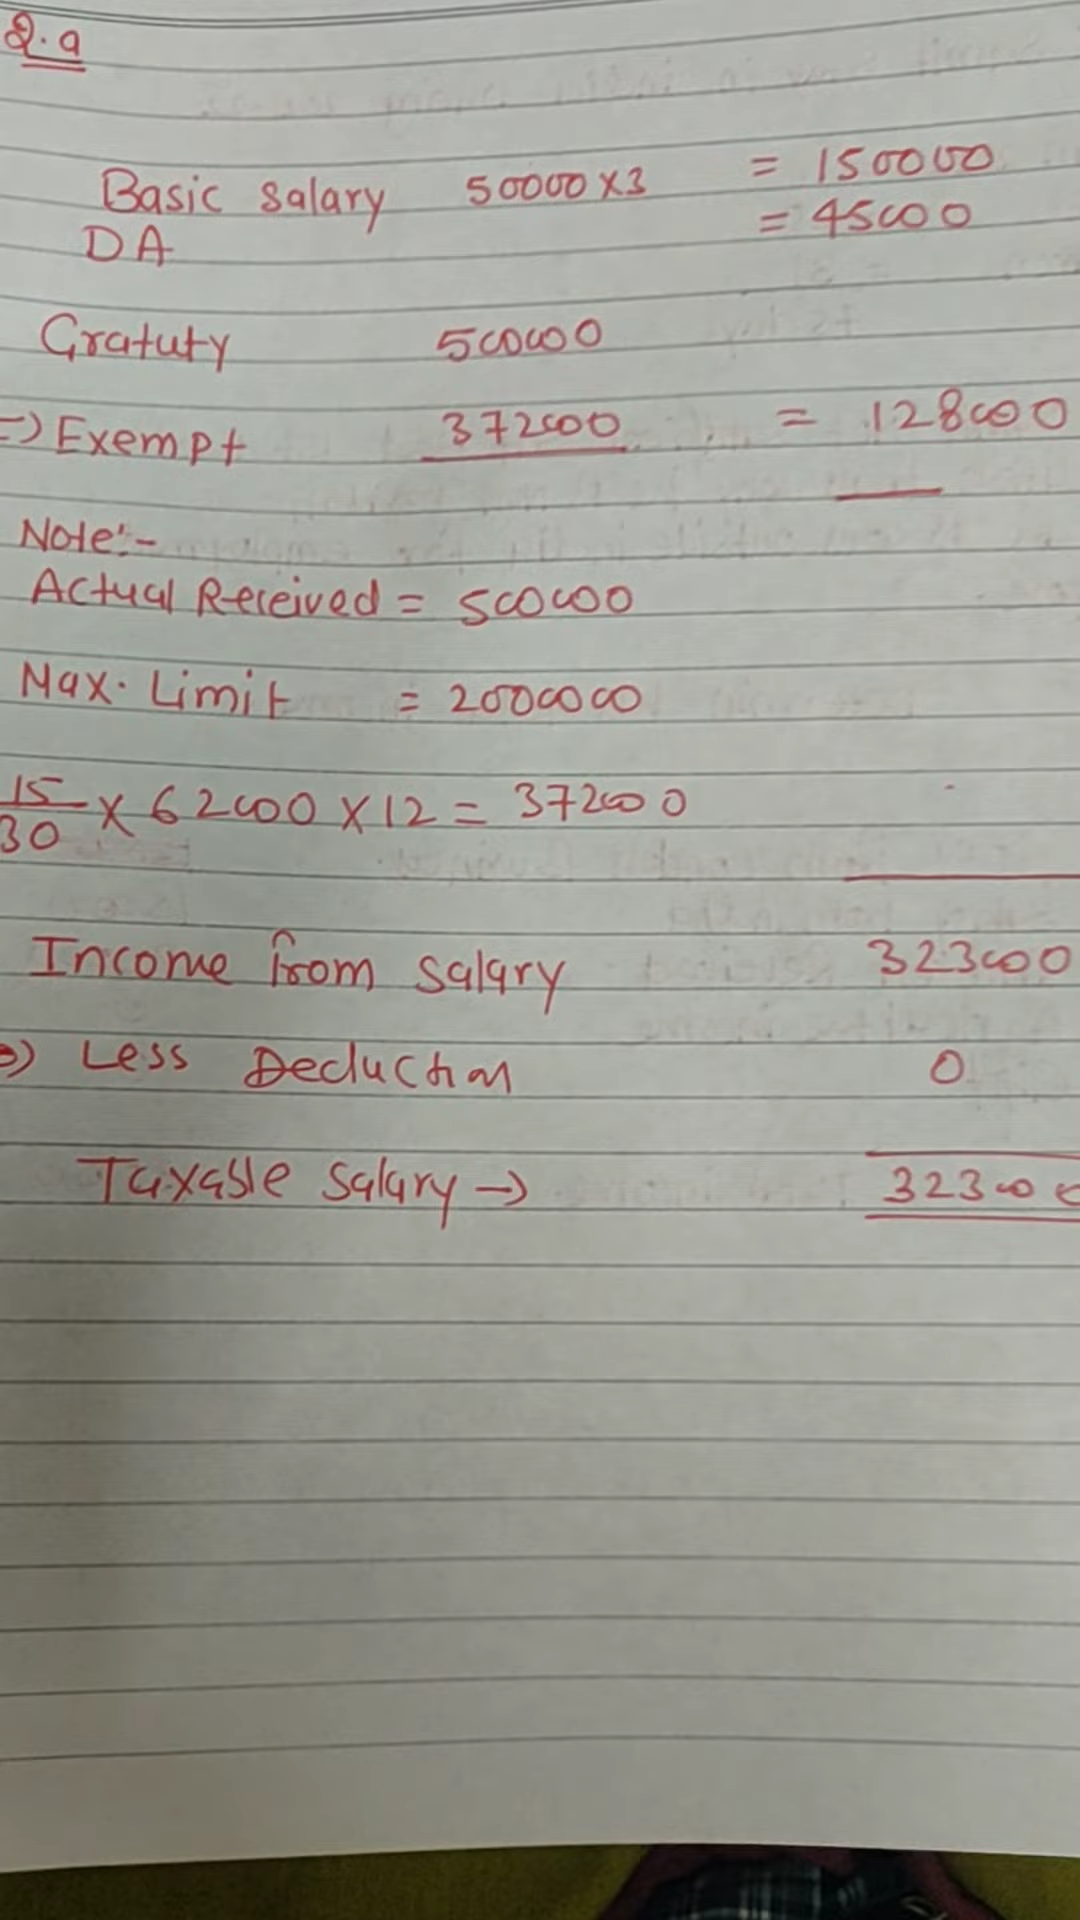 Q.9
Basic salary 50000 x 3 = 150000
DA = 45000
Gratuty 500000
=) Exempt 372000 = 128000
Note:-
Actual Received = 500000
Max. Limit = 2000000
15/30 x 62000 x 12 = 372000
Income from salary 323000
=) Less Deduction 0
Taxable salary → 323000